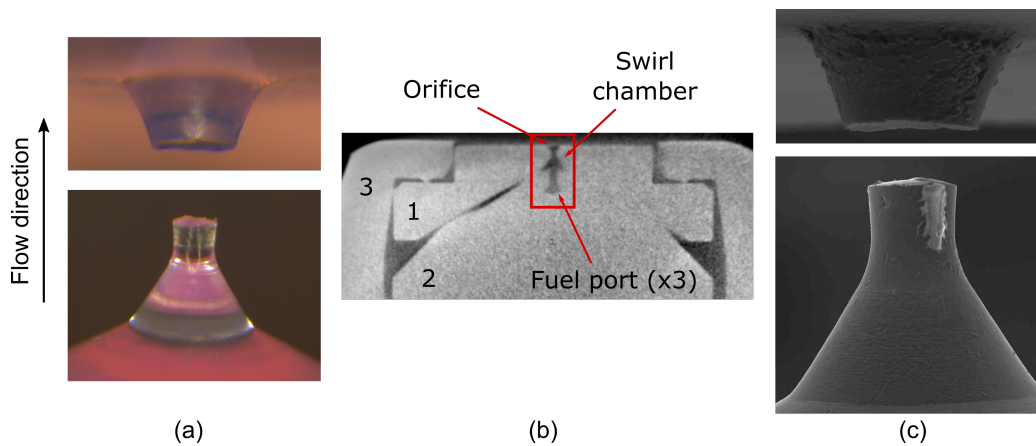 Flow direction
Orifice
Swirl
chamber
3
1
2
Fuel port (x3)
(a)
(b)
(c)